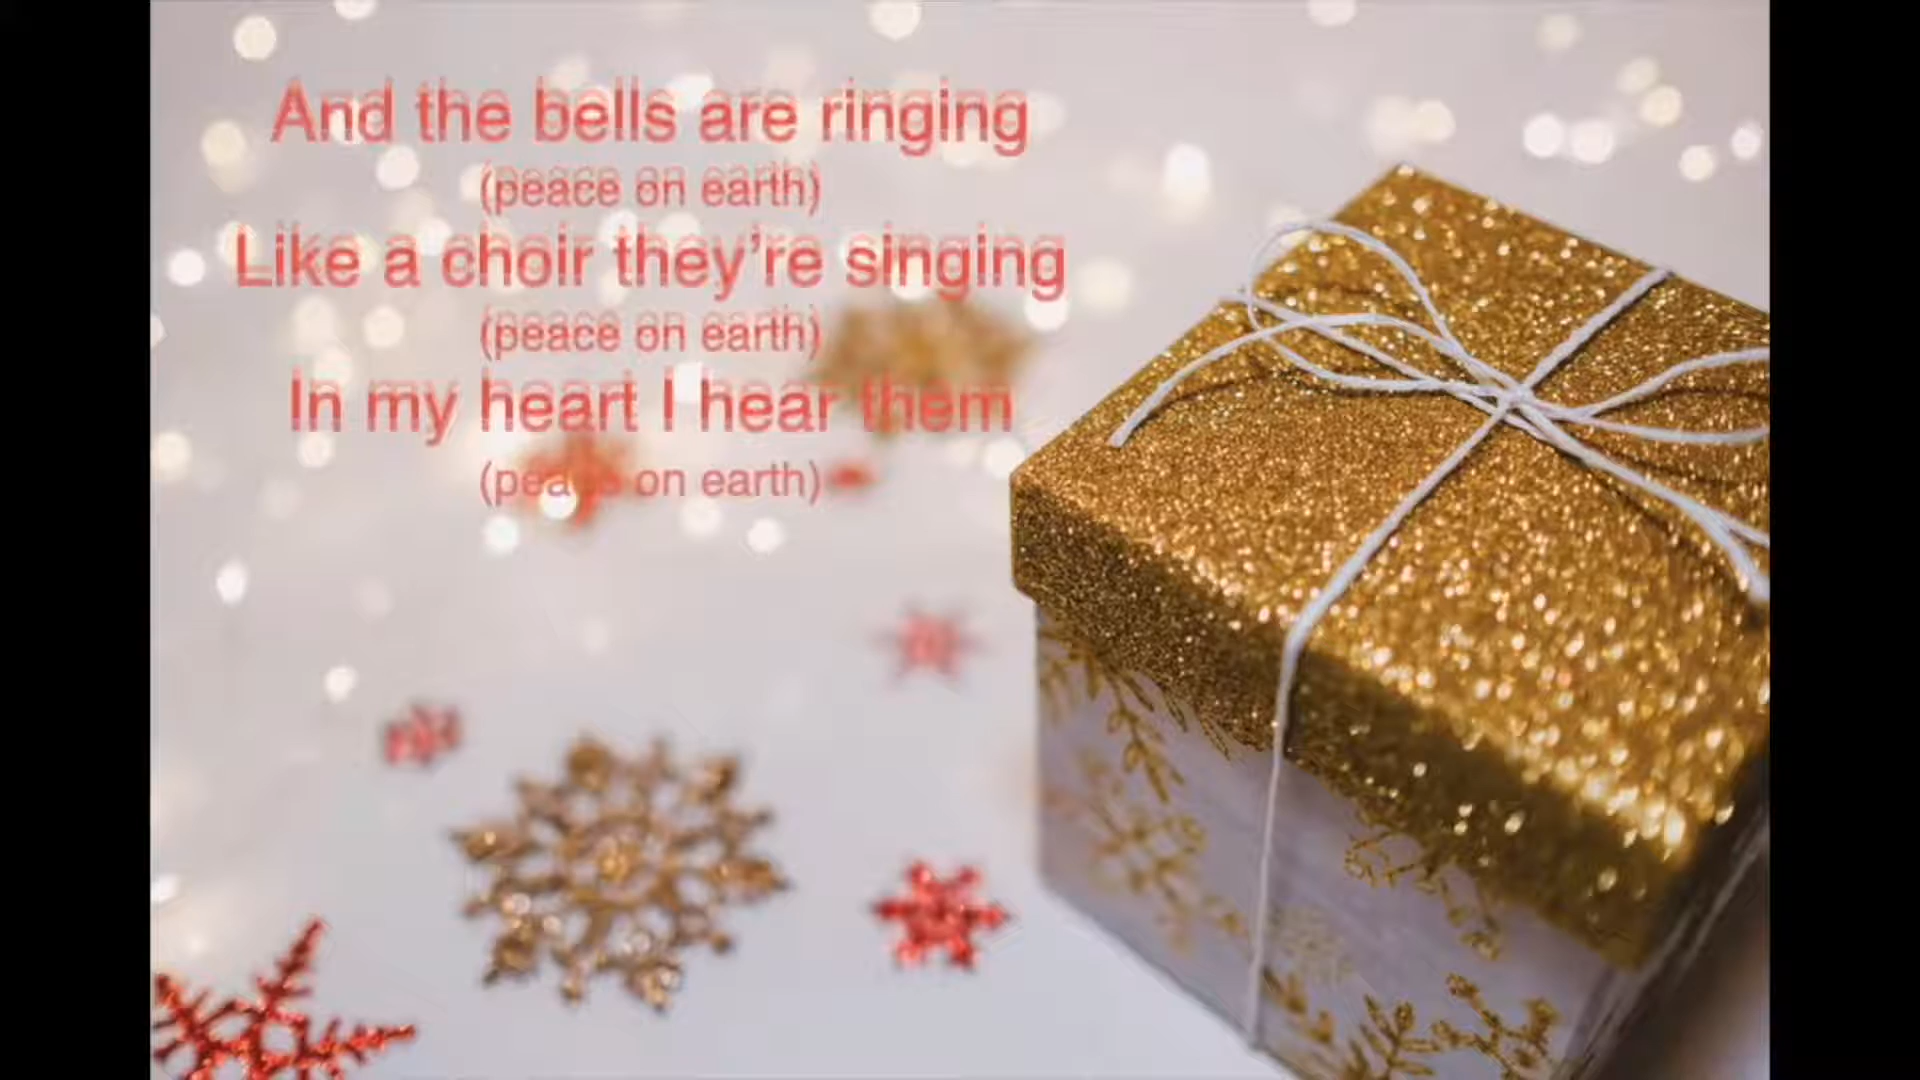 And the bells are ringing
(peace on earth)
Like a choir they’re singing
(peace on earth)
In my heart I hear them
(peace on earth)